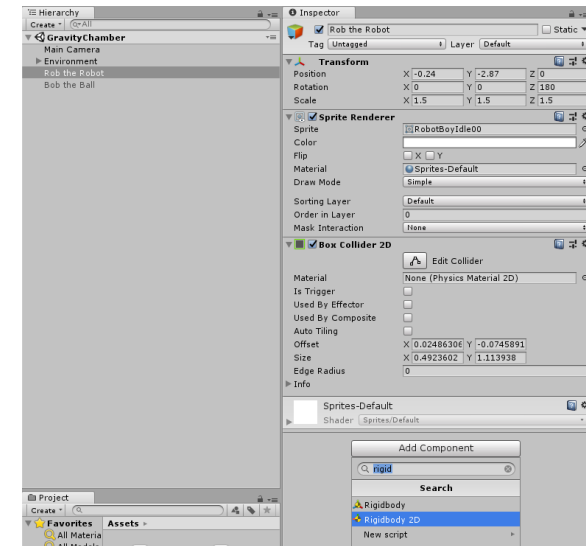 Hierarchy
Create
All
GravityChamber
Main Camera
Environment
Rob the Robot
Bob the Ball
Project
Create
Favorites
Assets
All Materia
All Models
Inspector
Rob the Robot
Static
Tag Untagged Layer Default
Transform
Position X -0.24 Y -2.87 Z 0
Rotation X 0 Y 0 Z 180
Scale X 1.5 Y 1.5 Z 1.5
Sprite Renderer
Sprite RobotBoyIdle00
Color
Flip X Y
Material Sprites-Default
Draw Mode Simple
Sorting Layer Default
Order in Layer 0
Mask Interaction None
Box Collider 2D
Edit Collider
Material None (Physics Material 2D)
Is Trigger
Used By Effector
Used By Composite
Auto Tiling
Offset X 0.02486306 Y -0.0745891
Size X 0.4923602 Y 1.113938
Edge Radius 0
Info
Sprites-Default
Shader Sprites/Default
Add Component
rigid
Search
Rigidbody
Rigidbody 2D
New script